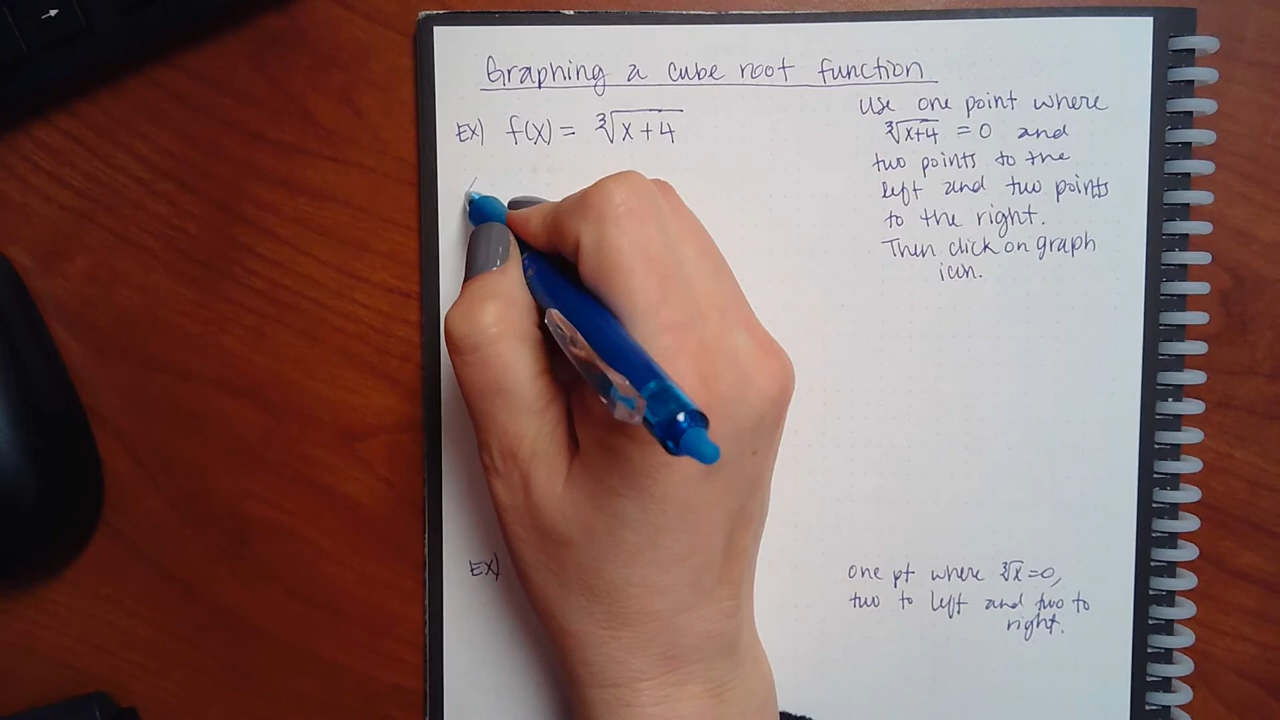 Graphing a cube root function
EX) f(x) = ∛(x+4)
Use one point where
∛(x+4) = 0 and
two points to the
left and two points
to the right.
Then click on graph
icon.
EX)
one pt where ∛x=0,
two to left and two to
right.